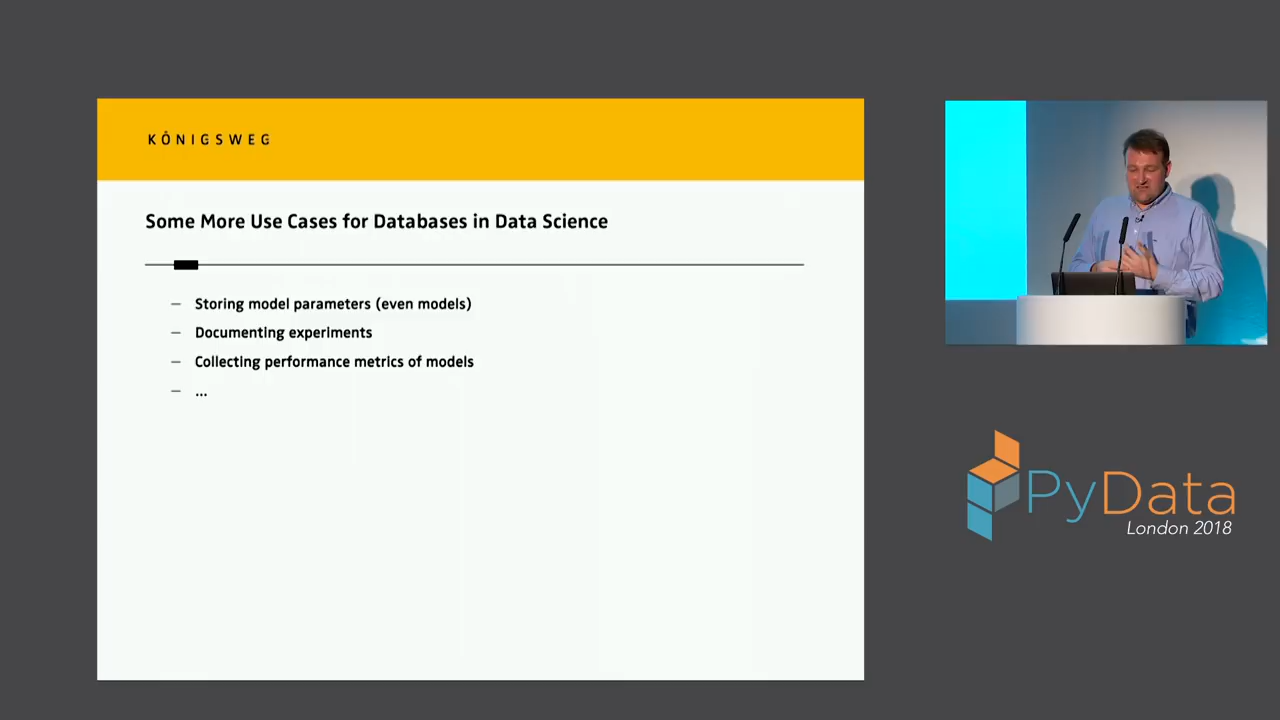 KÖNIGSWEG
Some More Use Cases for Databases in Data Science
– Storing model parameters (even models)
– Documenting experiments
– Collecting performance metrics of models
– ...
PyData
London 2018